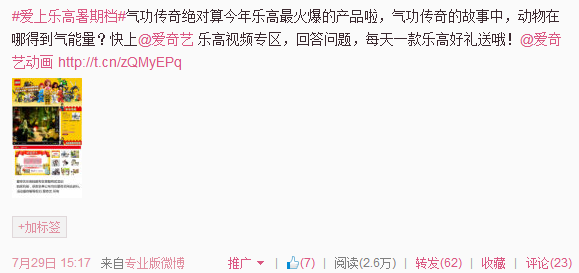 #爱上乐高暑期档#气功传奇绝对算今年乐高最火爆的产品啦，气功传奇的故事中，动物在
哪得到气能量？快上@爱奇艺 乐高视频专区，回答问题，每天一款乐高好礼送哦！@爱奇
艺动画 http://t.cn/zQMyEPq
+加标签
7月29日 15:17 来自专业版微博 推广 | (7) | 阅读(2.6万) | 转发(62) | 收藏 | 评论(23)